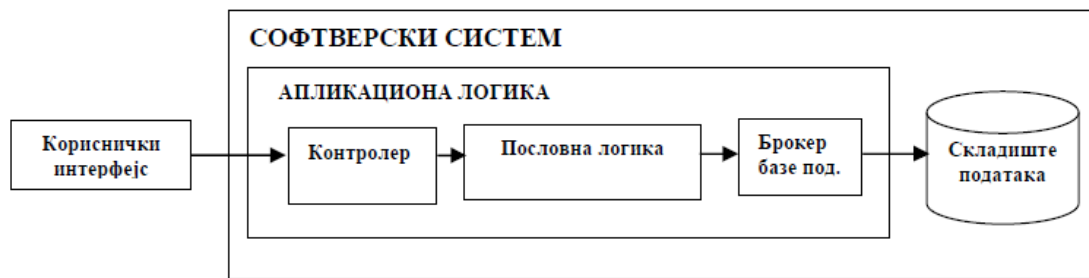 СОФТВЕРСКИ СИСТЕМ
АПЛИКАЦИОНА ЛОГИКА
Кориснички
интерфејс
Контролер
Пословна логика
Брокер
базе под.
Складиште
података